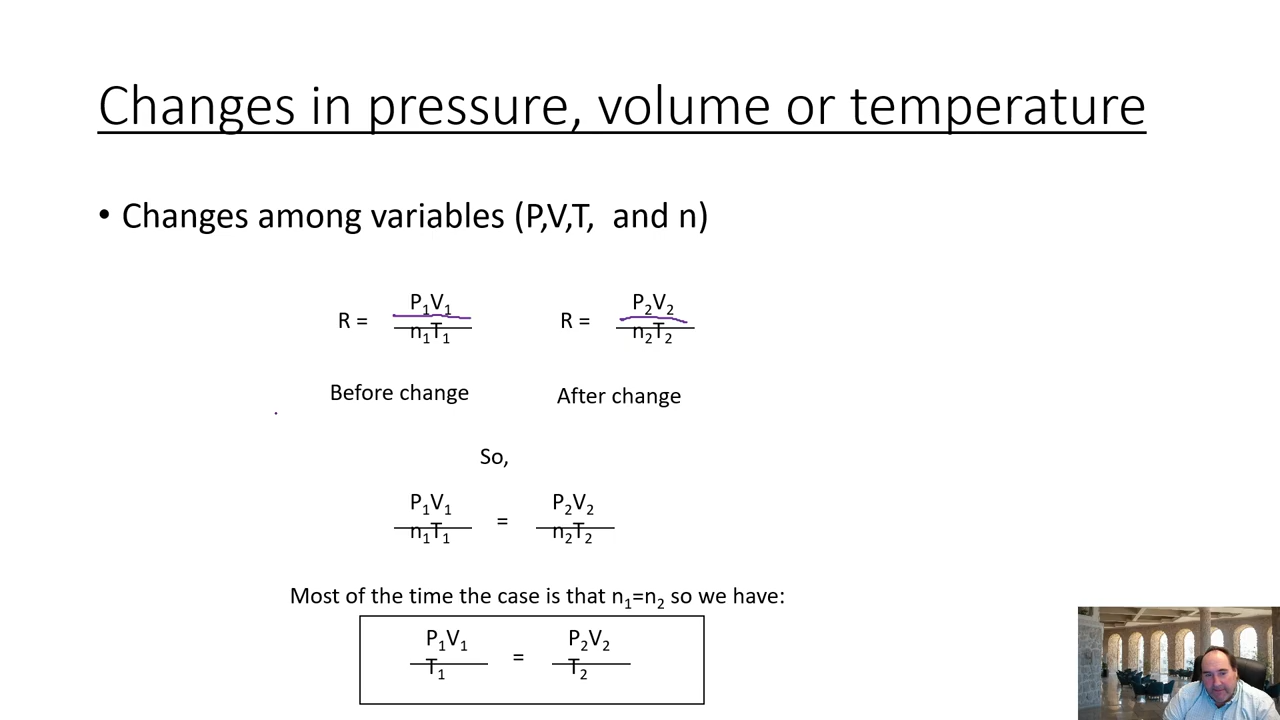 Changes in pressure, volume or temperature
• Changes among variables (P,V,T,  and n)
P₁V₁ P₂V₂
R = R =
n₁T₁ n₂T₂
Before change After change
So,
P₁V₁ P₂V₂
=
n₁T₁ n₂T₂
Most of the time the case is that n₁=n₂ so we have:
P₁V₁ P₂V₂
=
T₁ T₂